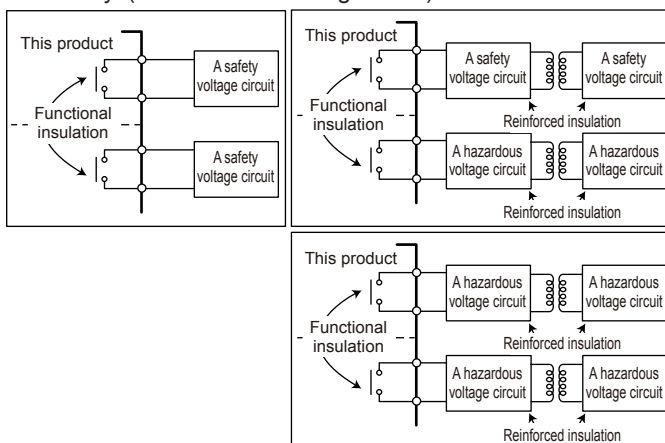 This product
A safety
voltage circuit
Functional
insulation
A safety
voltage circuit
This product
A safety
voltage circuit
A safety
voltage circuit
Functional
insulation
Reinforced insulation
A hazardous
voltage circuit
A hazardous
voltage circuit
Reinforced insulation
This product
A hazardous
voltage circuit
A hazardous
voltage circuit
Functional
insulation
Reinforced insulation
A hazardous
voltage circuit
A hazardous
voltage circuit
Reinforced insulation